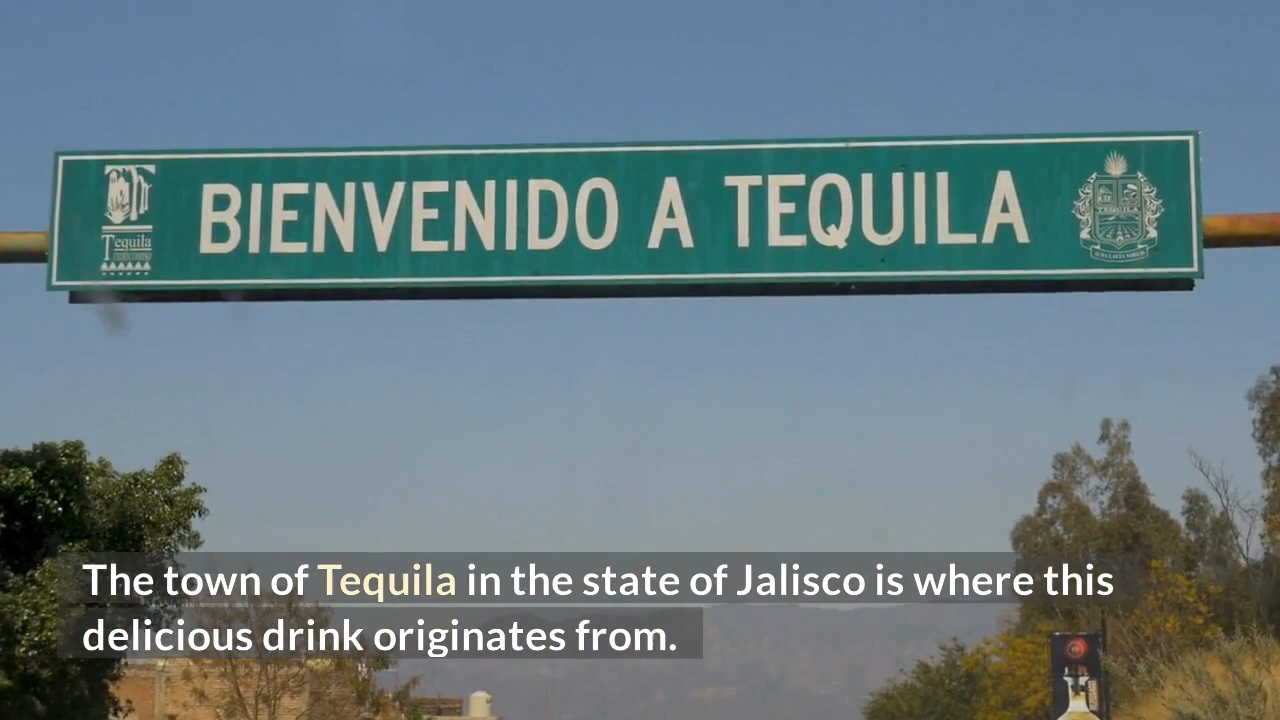 BIENVENIDO A TEQUILA
Tequila
The town of Tequila in the state of Jalisco is where this
delicious drink originates from.